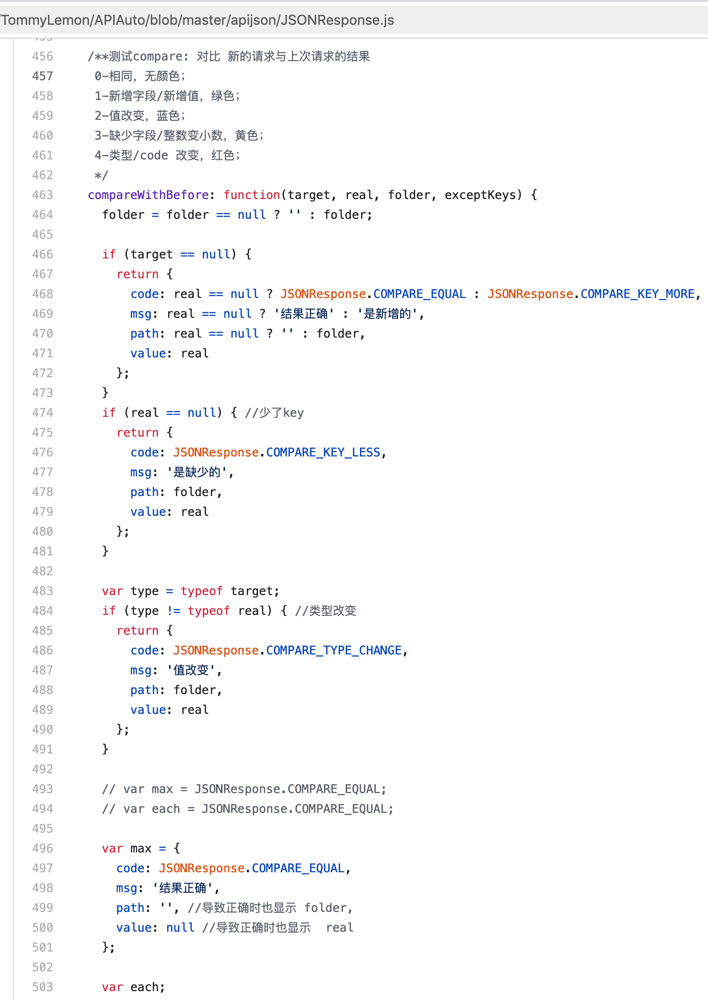 /TommyLemon/APIAuto/blob/master/apijson/JSONResponse.js
455
456 /**测试compare: 对比 新的请求与上次请求的结果
457 0-相同，无颜色；
458 1-新增字段/新增值，绿色；
459 2-值改变，蓝色；
460 3-缺少字段/整数变小数，黄色；
461 4-类型/code 改变，红色；
462 */
463 compareWithBefore: function(target, real, folder, exceptKeys) {
464 folder = folder == null ? '' : folder;
465
466 if (target == null) {
467 return {
468 code: real == null ? JSONResponse.COMPARE_EQUAL : JSONResponse.COMPARE_KEY_MORE,
469 msg: real == null ? '结果正确' : '是新增的',
470 path: real == null ? '' : folder,
471 value: real
472 };
473 }
474 if (real == null) { //少了key
475 return {
476 code: JSONResponse.COMPARE_KEY_LESS,
477 msg: '是缺少的',
478 path: folder,
479 value: real
480 };
481 }
482
483 var type = typeof target;
484 if (type != typeof real) { //类型改变
485 return {
486 code: JSONResponse.COMPARE_TYPE_CHANGE,
487 msg: '值改变',
488 path: folder,
489 value: real
490 };
491 }
492
493 // var max = JSONResponse.COMPARE_EQUAL;
494 // var each = JSONResponse.COMPARE_EQUAL;
495
496 var max = {
497 code: JSONResponse.COMPARE_EQUAL,
498 msg: '结果正确',
499 path: '', //导致正确时也显示 folder,
500 value: null //导致正确时也显示  real
501 };
502
503 var each;